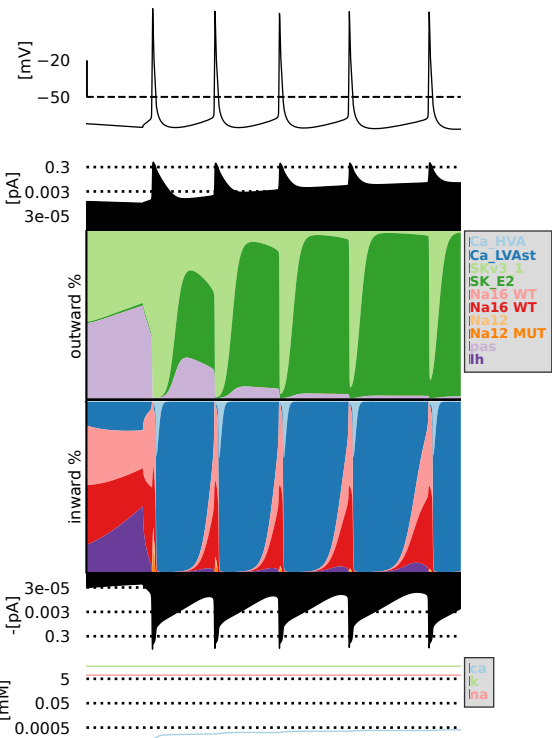 [mV]
−20
−50
[pA]
0.3
0.003
3e-05
outward %
Ca_HVA
Ca_LVAst
SKv3_1
SK_E2
Na16 WT
Na16 WT
Na12
Na12 MUT
pas
Ih
inward %
-[pA]
3e-05
0.003
0.3
[mM]
5
0.05
0.0005
ca
k
na